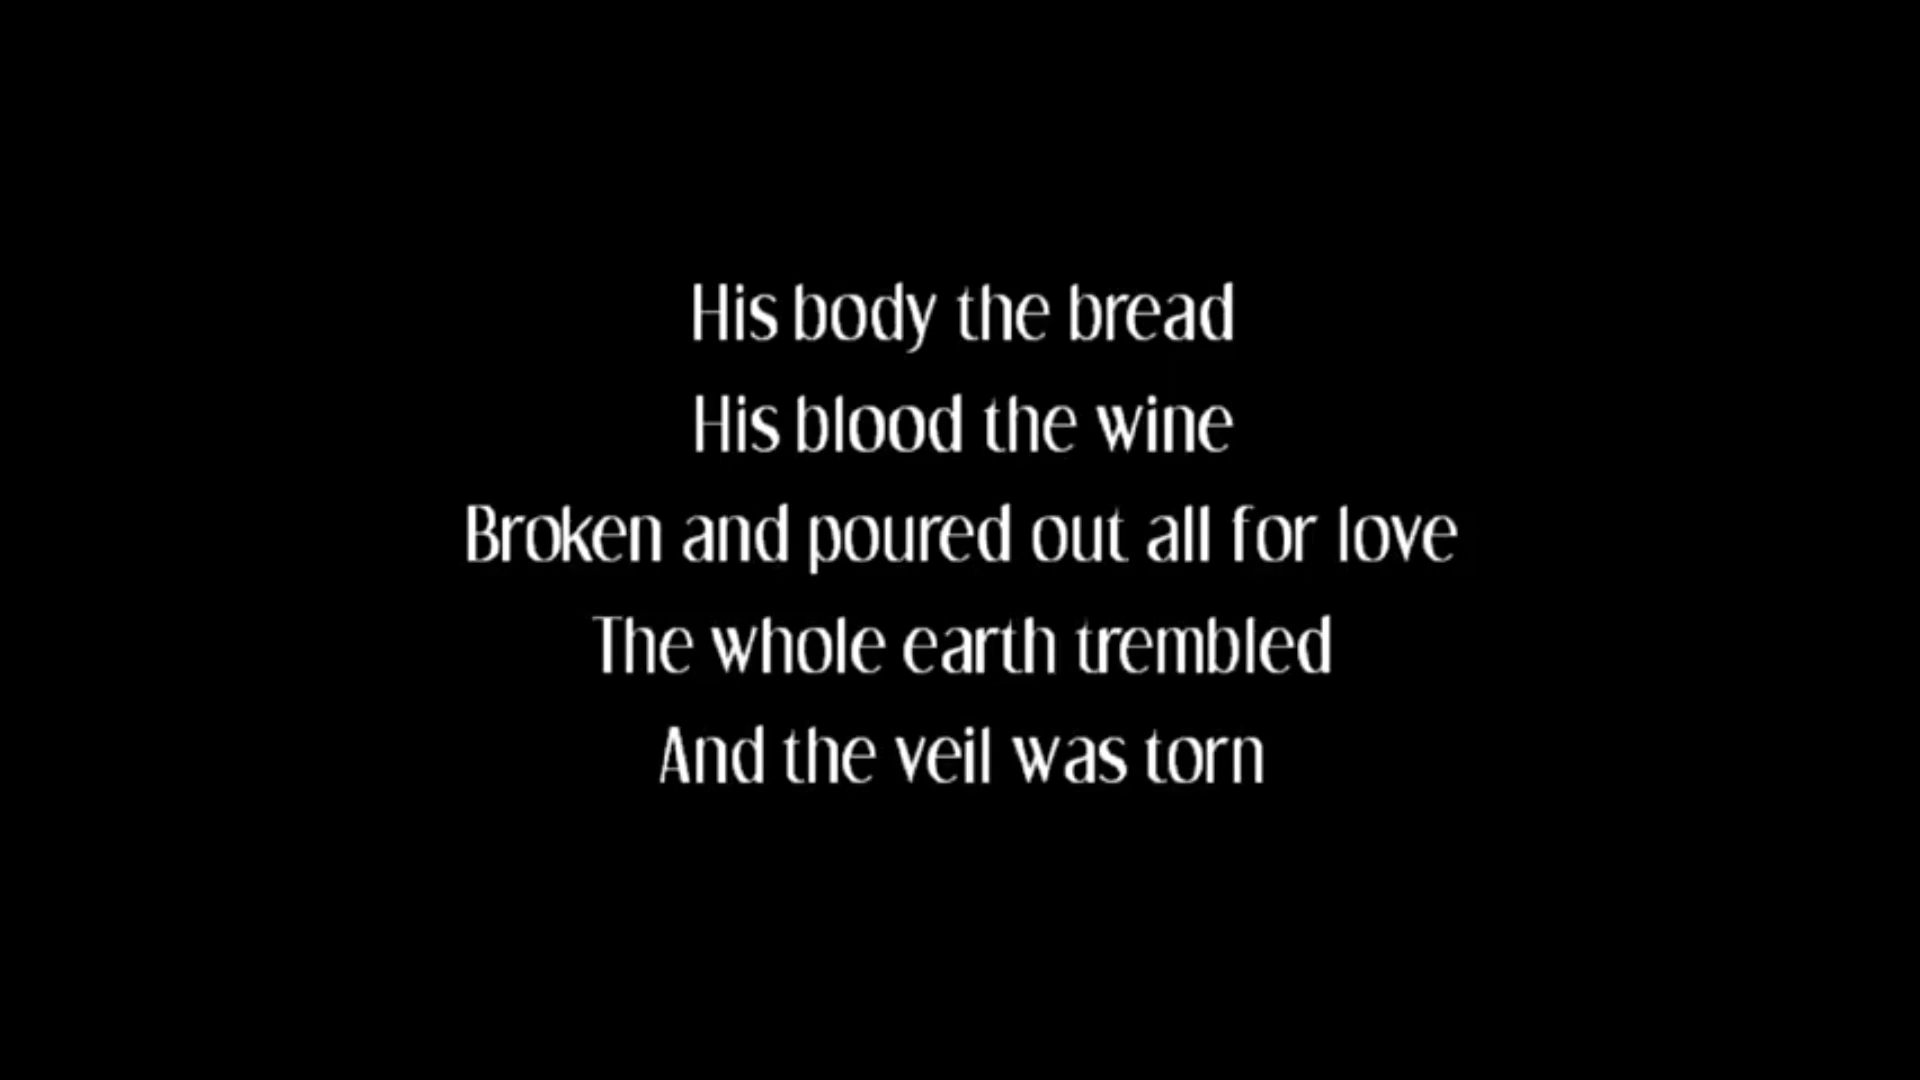 His body the bread
His blood the wine
Broken and poured out all for love
The whole earth trembled
And the veil was torn